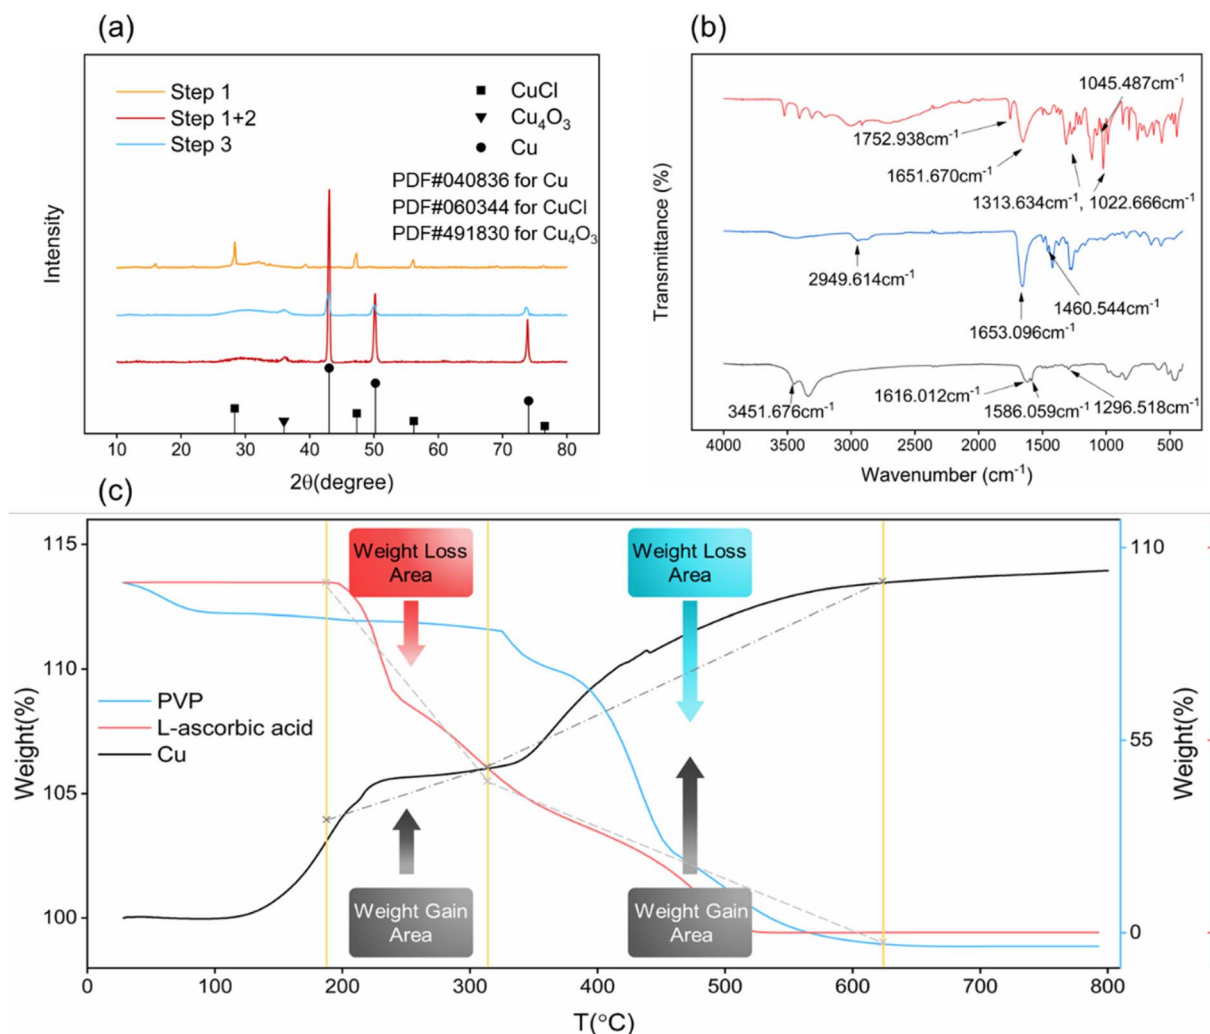 (a)
Step 1
Step 1+2
Step 3
CuCl
Cu4O3
Cu
PDF#040836 for Cu
PDF#060344 for CuCl
PDF#491830 for Cu4O3
Intensity
10 20 30 40 50 60 70 80
2θ(degree)
(b)
1045.487cm-1
1752.938cm-1
1651.670cm-1
1313.634cm-1, 1022.666cm-1
2949.614cm-1
1460.544cm-1
1653.096cm-1
3451.676cm-1
1616.012cm-1
1586.059cm-1
1296.518cm-1
Transmittance (%)
4000 3500 3000 2500 2000 1500 1000 500
Wavenumber (cm-1)
(c)
115
110
105
100
Weight(%)
Weight Loss
Area
Weight Loss
Area
PVP
L-ascorbic acid
Cu
Weight Gain
Area
Weight Gain
Area
110
55
0
Weight(%)
0 100 200 300 400 500 600 700 800
T(°C)